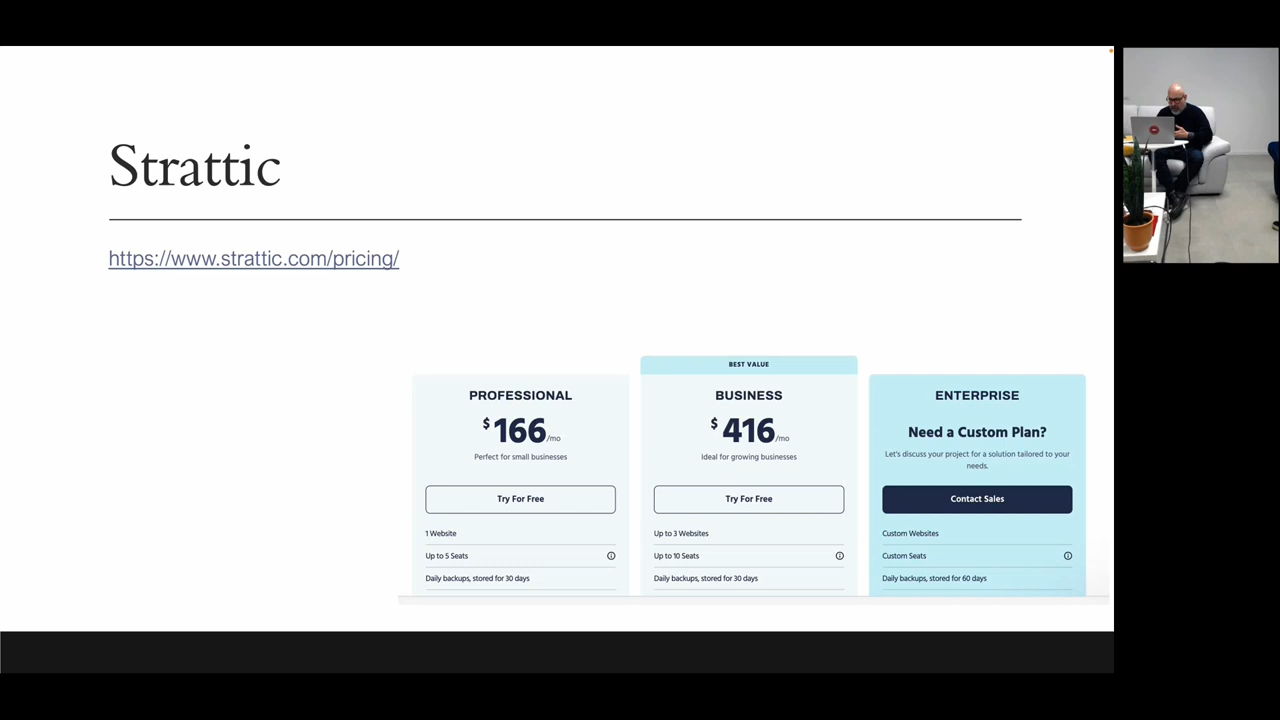 Strattic
https://www.strattic.com/pricing/
PROFESSIONAL
$166/mo
Perfect for small businesses
Try For Free
1 Website
Up to 5 Seats
Daily backups, stored for 30 days
BEST VALUE
BUSINESS
$416/mo
Ideal for growing businesses
Try For Free
Up to 3 Websites
Up to 10 Seats
Daily backups, stored for 30 days
ENTERPRISE
Need a Custom Plan?
Let's discuss your project for a solution tailored to your
needs.
Contact Sales
Custom Websites
Custom Seats
Daily backups, stored for 60 days